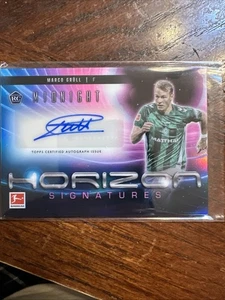 MARCO GRÜLL | F
MIDNIGHT
TOPPS CERTIFIED AUTOGRAPH ISSUE
HORIZON
SIGNATURES